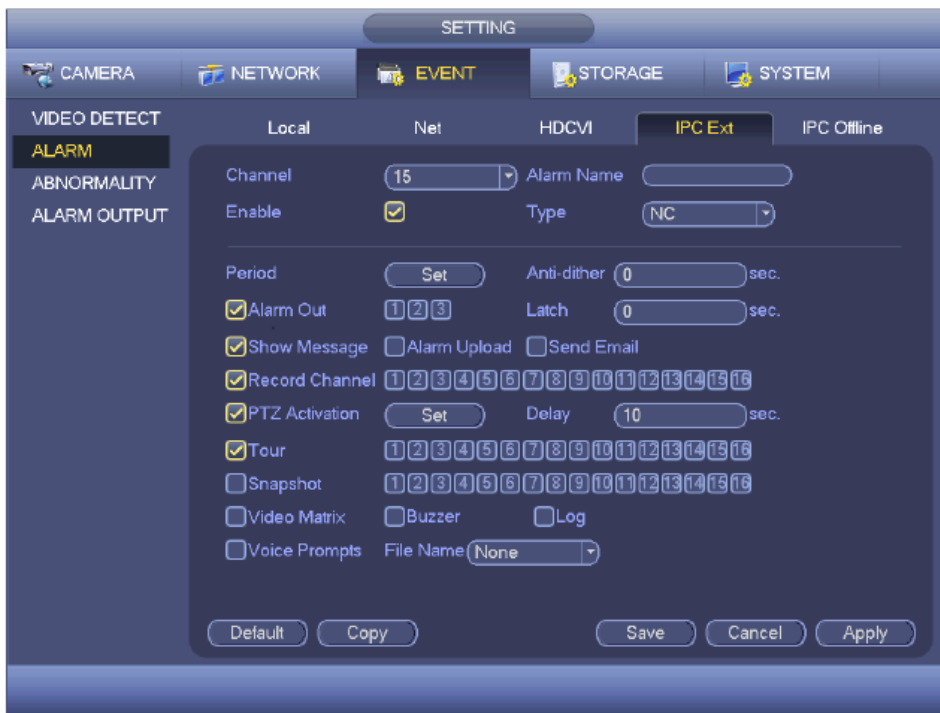 SETTING
CAMERA NETWORK EVENT STORAGE SYSTEM
VIDEO DETECT
ALARM
ABNORMALITY
ALARM OUTPUT
Local Net HDCVI IPC Ext IPC Offline
Channel 15 Alarm Name
Enable Type NC
Period Set Anti-dither 0 sec.
Alarm Out 1 2 3 Latch 0 sec.
Show Message Alarm Upload Send Email
Record Channel 1 2 3 4 5 6 7 8 9 10 11 12 13 14 15 16
PTZ Activation Set Delay 10 sec.
Tour 1 2 3 4 5 6 7 8 9 10 11 12 13 14 15 16
Snapshot 1 2 3 4 5 6 7 8 9 10 11 12 13 14 15 16
Video Matrix Buzzer Log
Voice Prompts File Name None
Default Copy Save Cancel Apply